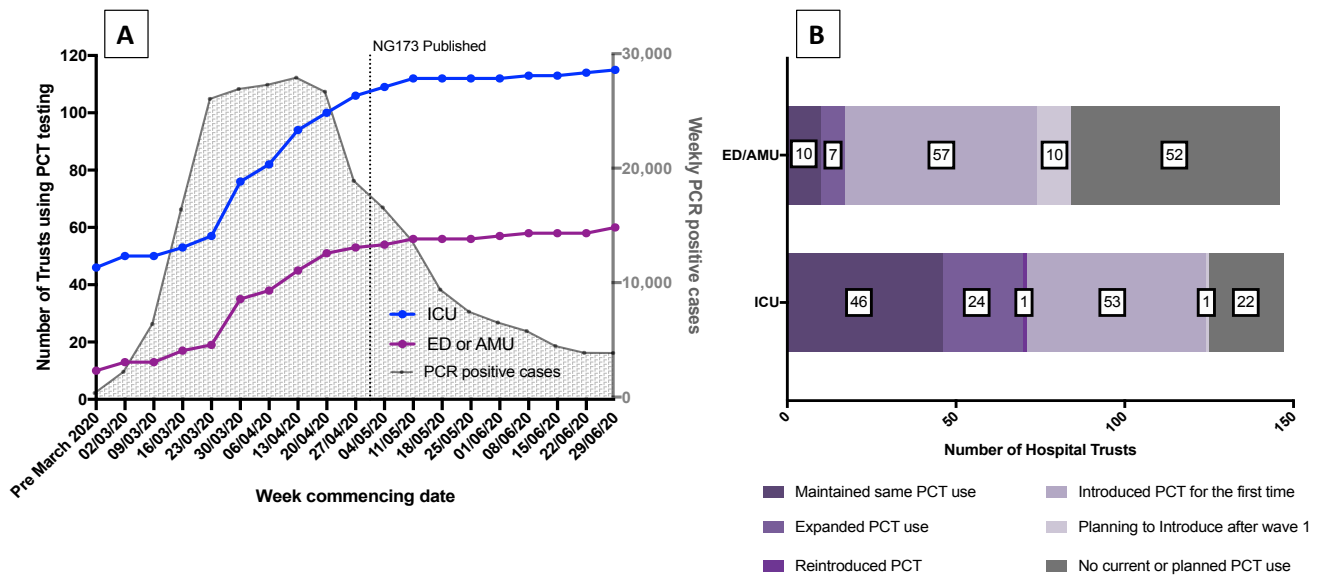 A
NG173 Published
Number of Trusts using PCT testing
120
100
80
60
40
20
0
30,000
20,000
10,000
0
Weekly PCR positive cases
ICU
ED or AMU
PCR positive cases
Pre March 2020
02/03/20
09/03/20
16/03/20
23/03/20
30/03/20
06/04/20
13/04/20
20/04/20
27/04/20
04/05/20
11/05/20
18/05/20
25/05/20
01/06/20
08/06/20
15/06/20
22/06/20
29/06/20
Week commencing date
B
ED/AMU
10 7 57 10 52
ICU
46 24 1 53 1 22
0 50 100 150
Number of Hospital Trusts
Maintained same PCT use
Introduced PCT for the first time
Expanded PCT use
Planning to Introduce after wave 1
Reintroduced PCT
No current or planned PCT use